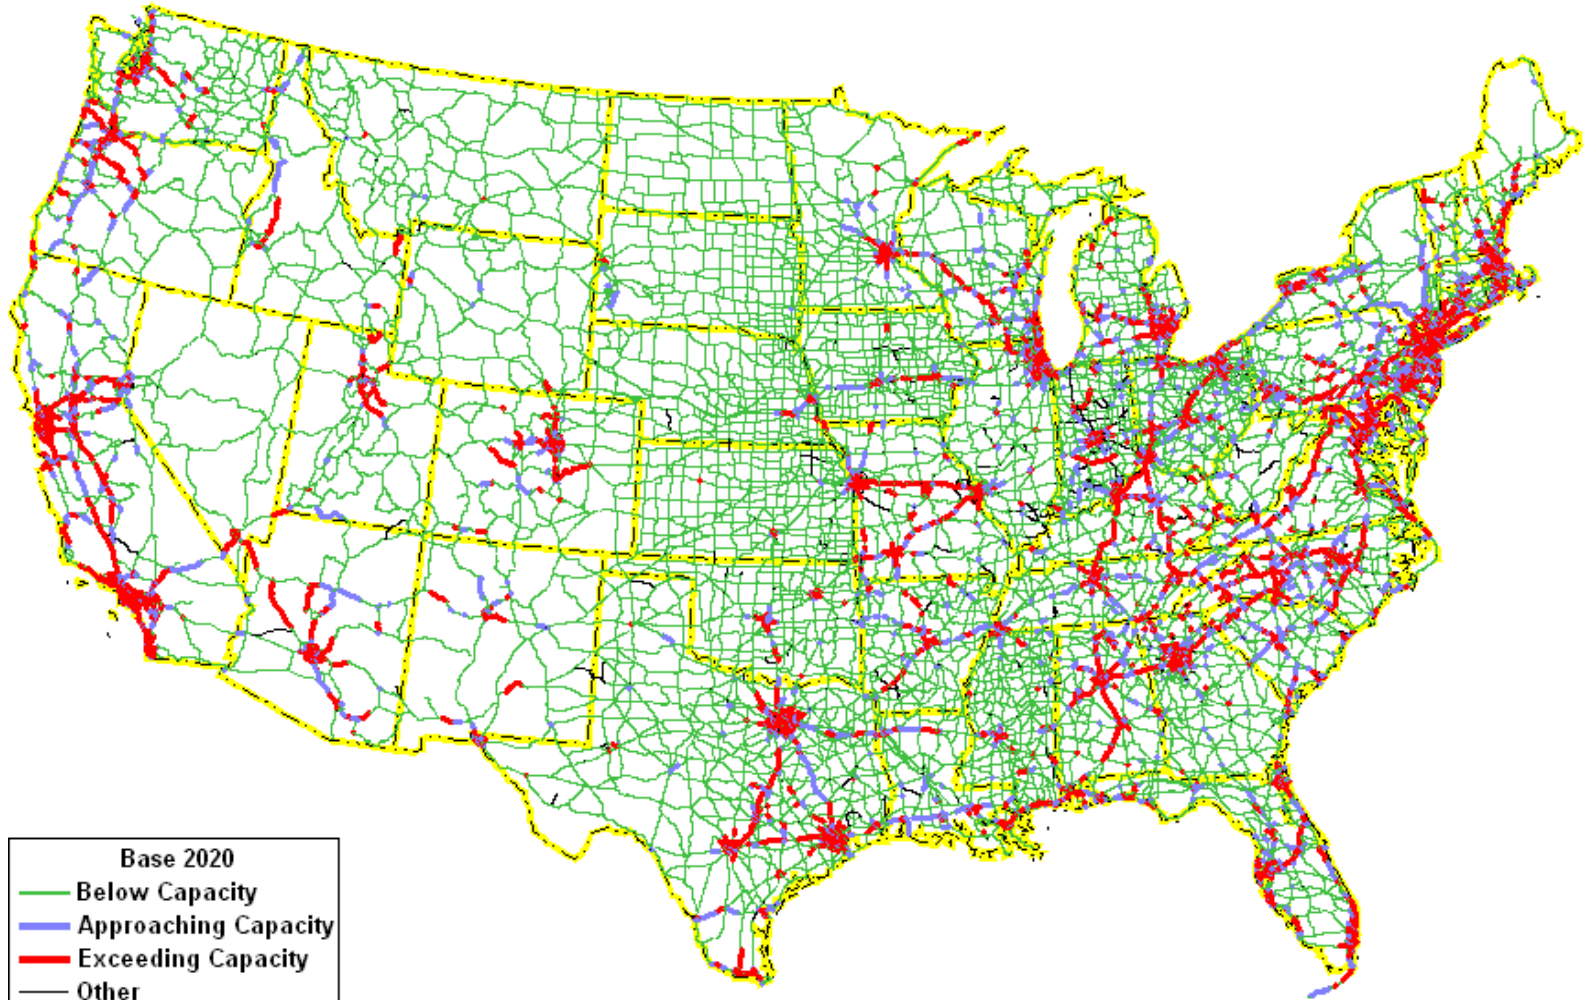 Base 2020
Below Capacity
Approaching Capacity
Exceeding Capacity
Other